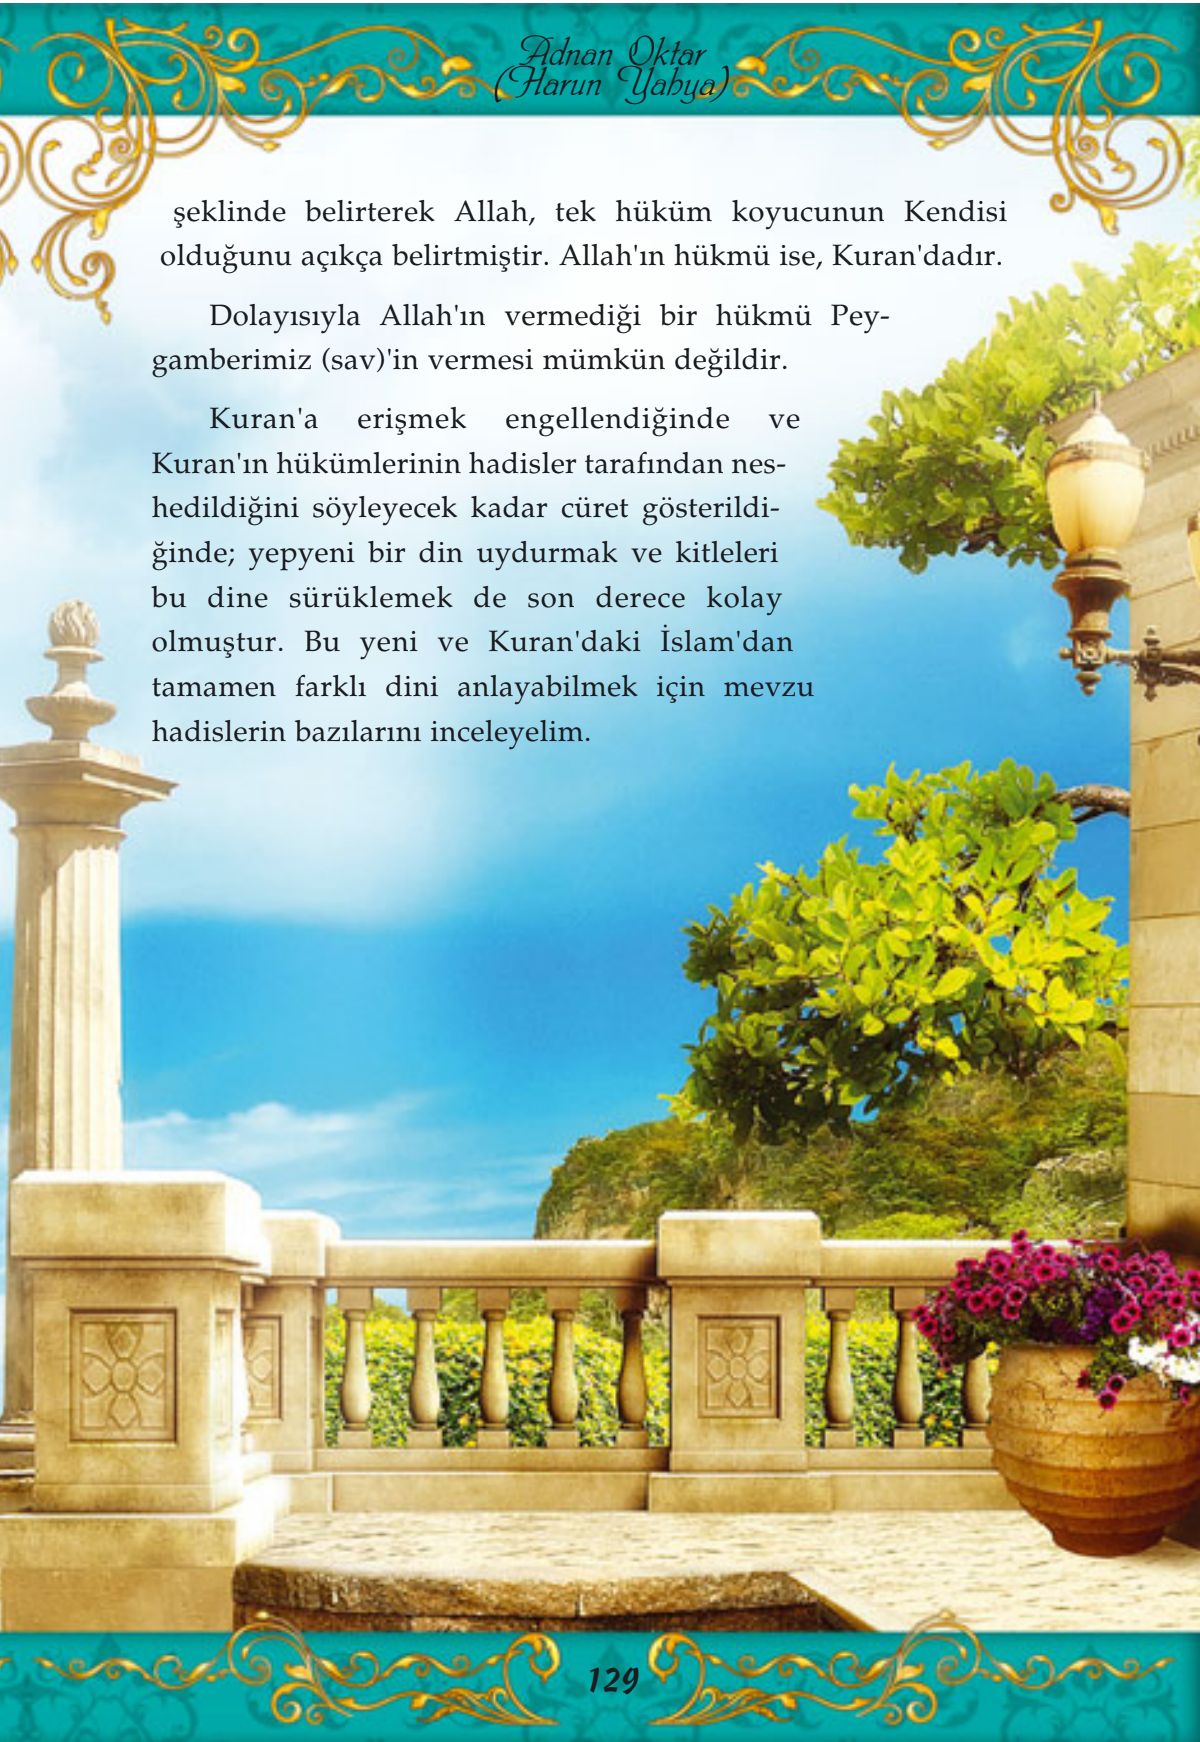 Adnan Oktar
(Harun Yahya)
şeklinde belirterek Allah, tek hüküm koyucunun Kendisi
olduğunu açıkça belirtmiştir. Allah'ın hükmü ise, Kuran'dadır.
Dolayısıyla Allah'ın vermediği bir hükmü Pey-
gamberimiz (sav)'in vermesi mümkün değildir.
Kuran'a erişmek engellendiğinde ve
Kuran'ın hükümlerinin hadisler tarafından nes-
hedildiğini söyleyecek kadar cüret gösterildi-
ğinde; yepyeni bir din uydurmak ve kitleleri
bu dine sürüklemek de son derece kolay
olmuştur. Bu yeni ve Kuran'daki İslam'dan
tamamen farklı dini anlayabilmek için mevzu
hadislerin bazılarını inceleyelim.
129